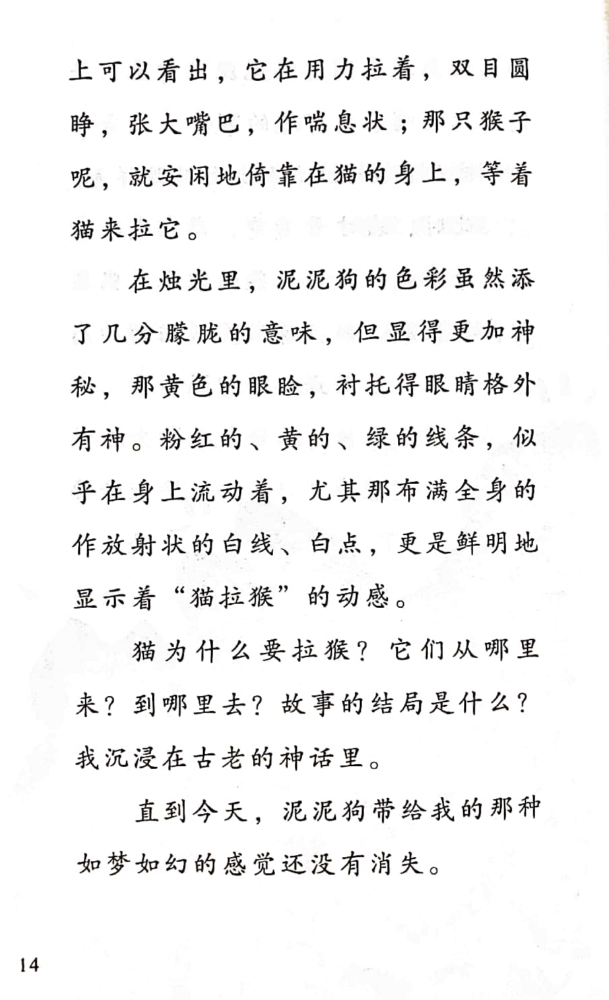 上可以看出，它在用力拉着，双目圆
睁，张大嘴巴，作喘息状；那只猴子
呢，就安闲地倚靠在猫的身上，等着
猫来拉它。
在烛光里，泥泥狗的色彩虽然添
了几分朦胧的意味，但显得更加神
秘，那黄色的眼睑，衬托得眼睛格外
有神。粉红的、黄的、绿的线条，似
乎在身上流动着，尤其那布满全身的
作放射状的白线、白点，更是鲜明地
显示着“猫拉猴”的动感。
猫为什么要拉猴？它们从哪里
来？到哪里去？故事的结局是什么？
我沉浸在古老的神话里。
直到今天，泥泥狗带给我的那种
如梦如幻的感觉还没有消失。
14